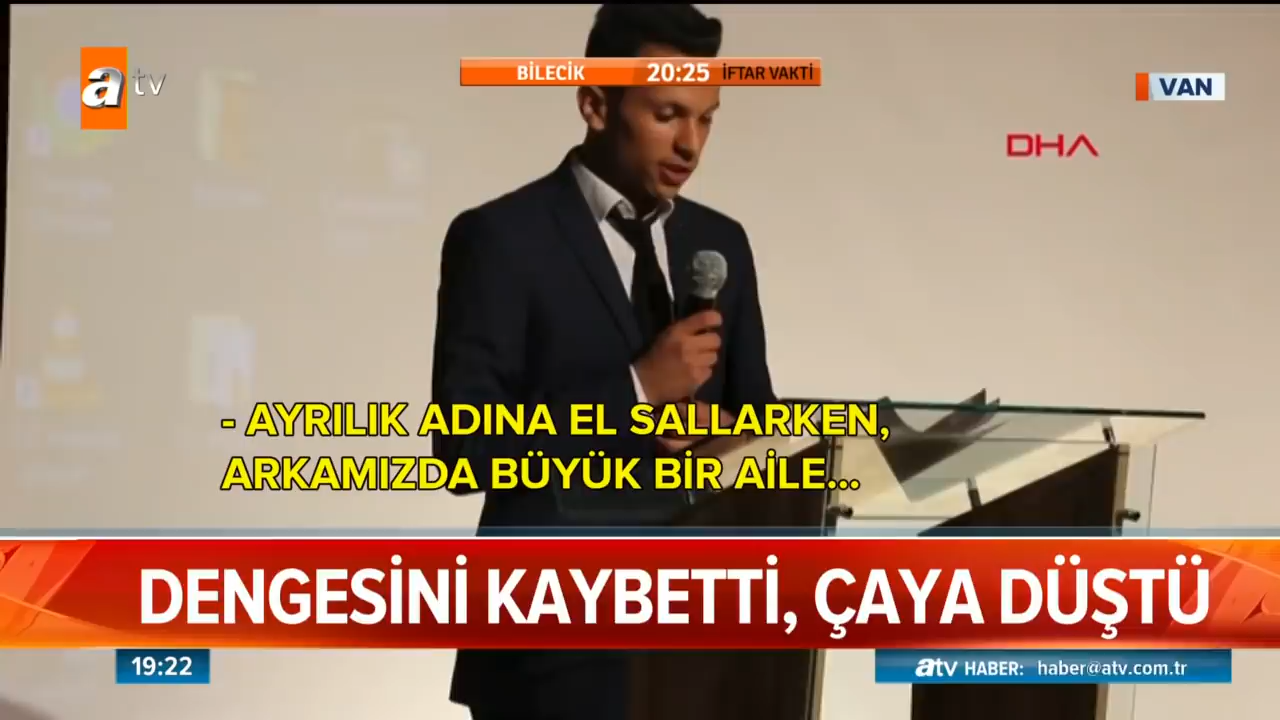 atv
BİLECİK 20:25 İFTAR VAKTİ
VAN
DHA
- AYRILIK ADINA EL SALLARKEN,
ARKAMIZDA BÜYÜK BİR AİLE...
DENGESİNİ KAYBETTİ, ÇAYA DÜŞTÜ
19:22
atv HABER: haber@atv.com.tr